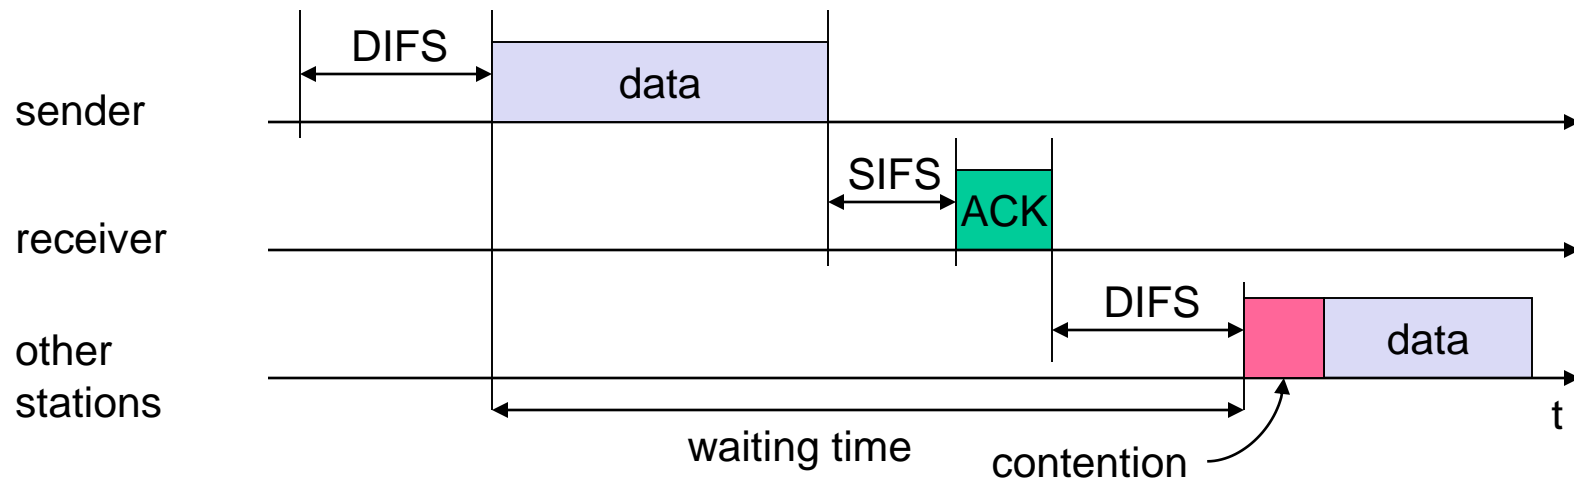 DIFS
data
sender
SIFS
ACK
receiver
DIFS
data
other
stations
t
waiting time
contention